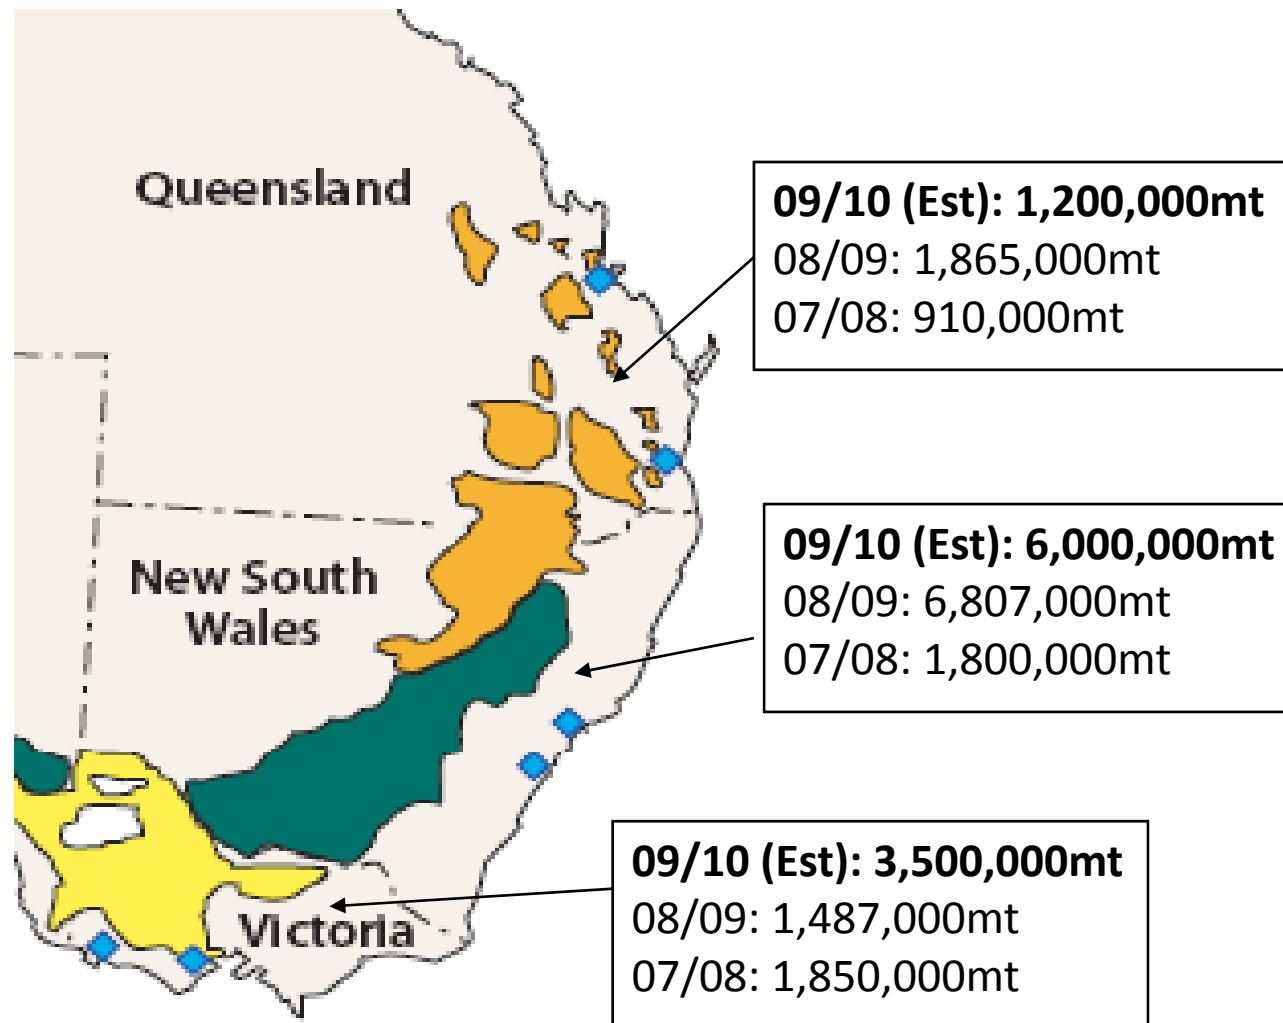 Queensland
09/10 (Est): 1,200,000mt
08/09: 1,865,000mt
07/08: 910,000mt
New South
Wales
09/10 (Est): 6,000,000mt
08/09: 6,807,000mt
07/08: 1,800,000mt
Victoria
09/10 (Est): 3,500,000mt
08/09: 1,487,000mt
07/08: 1,850,000mt